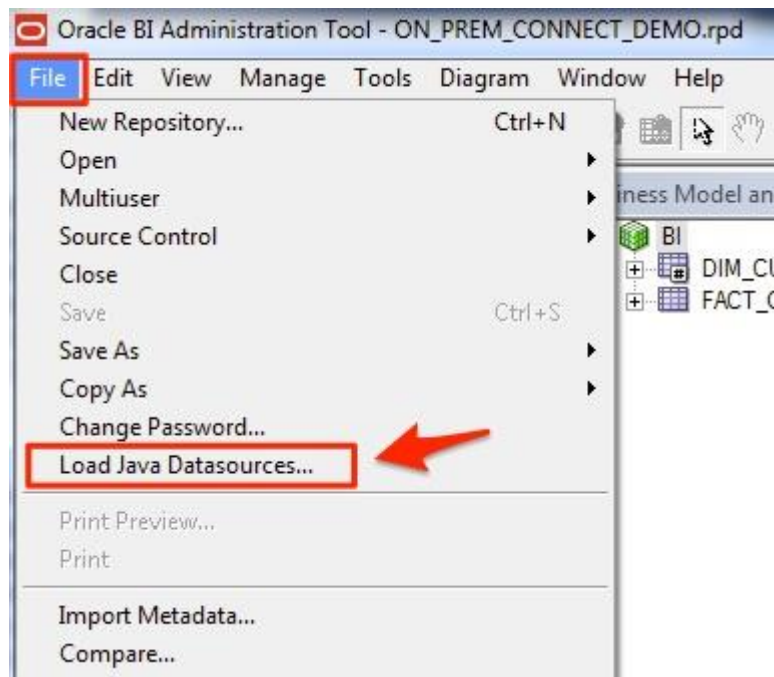 Oracle BI Administration Tool - ON_PREM_CONNECT_DEMO.rpd
File Edit View Manage Tools Diagram Window Help
New Repository... Ctrl+N
Open
Multiuser
Source Control
Close
Save Ctrl+S
Save As
Copy As
Change Password...
Load Java Datasources...
Print Preview...
Print
Import Metadata...
Compare...
iness Model an
BI
DIM_CU
FACT_